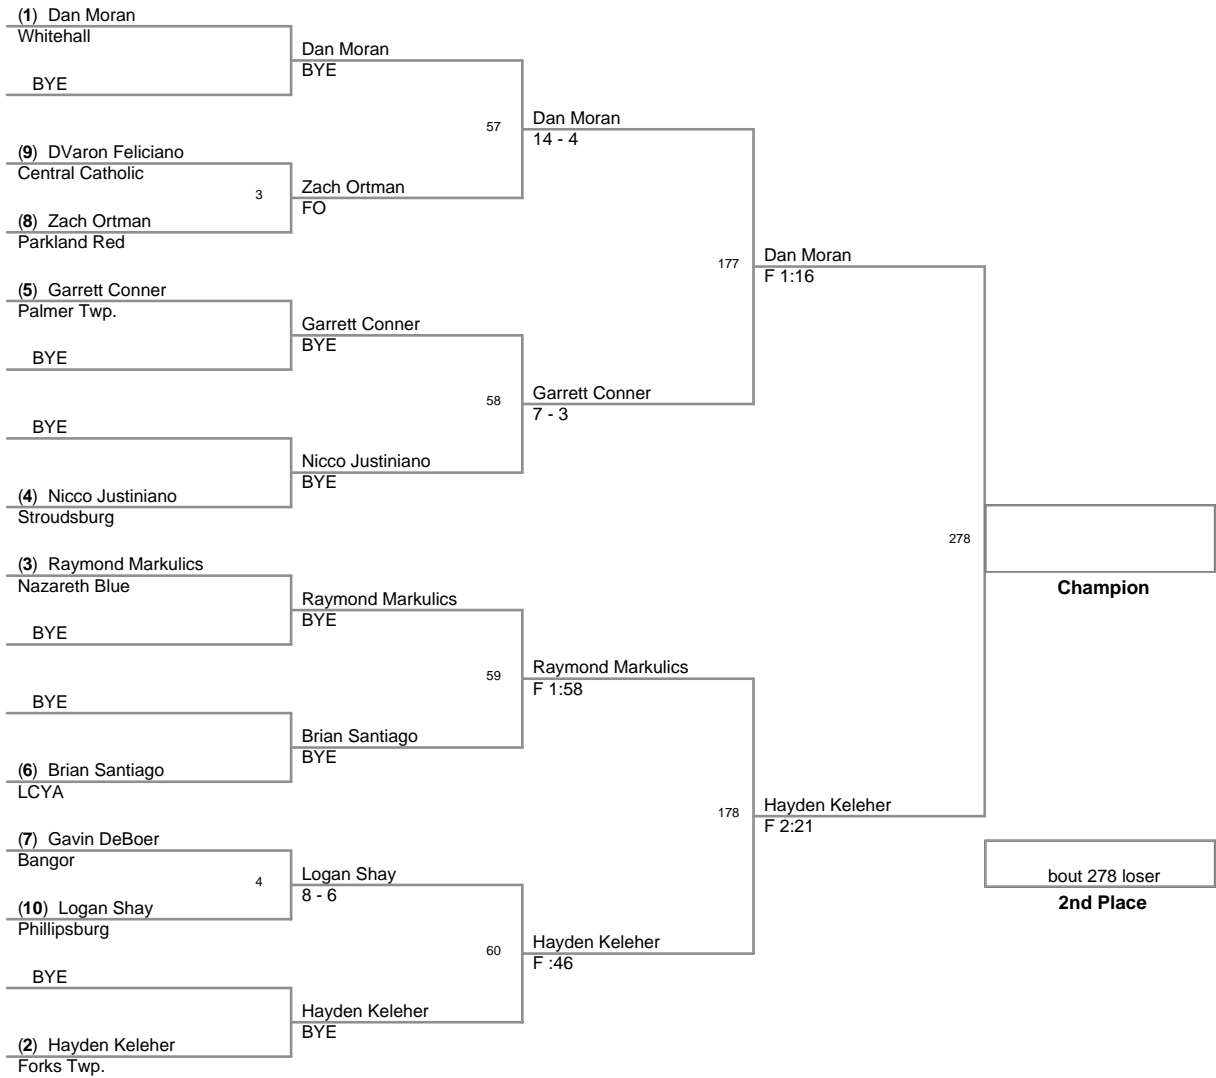 (1) Dan Moran
Whitehall
BYE
(9) DVaron Feliciano
Central Catholic
3
(8) Zach Ortman
Parkland Red
(5) Garrett Conner
Palmer Twp.
BYE
BYE
(4) Nicco Justiniano
Stroudsburg
(3) Raymond Markulics
Nazareth Blue
BYE
BYE
(6) Brian Santiago
LCYA
(7) Gavin DeBoer
Bangor
4
(10) Logan Shay
Phillipsburg
BYE
(2) Hayden Keleher
Forks Twp.
Dan Moran
BYE
57
Zach Ortman
FO
Garrett Conner
BYE
58
Nicco Justiniano
BYE
Raymond Markulics
BYE
59
Brian Santiago
BYE
Logan Shay
8 - 6
60
Hayden Keleher
BYE
Dan Moran
14 - 4
177
Garrett Conner
7 - 3
Raymond Markulics
F 1:58
178
Hayden Keleher
F :46
Dan Moran
F 1:16
278
Hayden Keleher
F 2:21
Champion
bout 278 loser
2nd Place